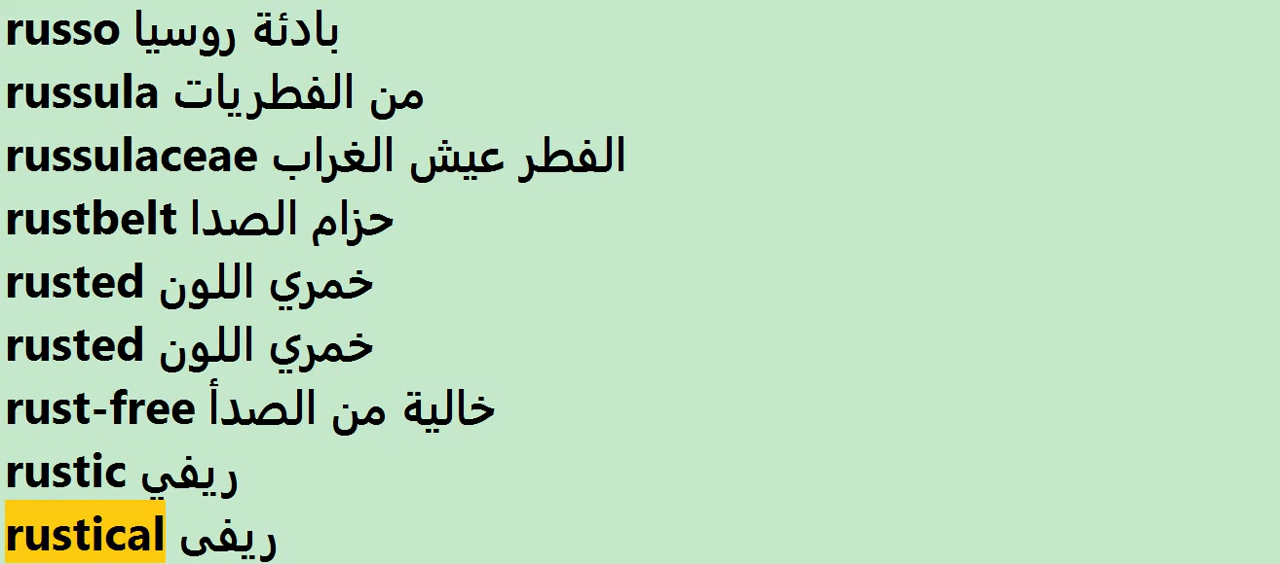 russo بادئة روسيا
russula من الفطريات
russulaceae الفطر عيش الغراب
rustbelt حزام الصدا
rusted خمري اللون
rusted خمري اللون
rust-free خالية من الصدأ
rustic ريفي
rustical ريفى